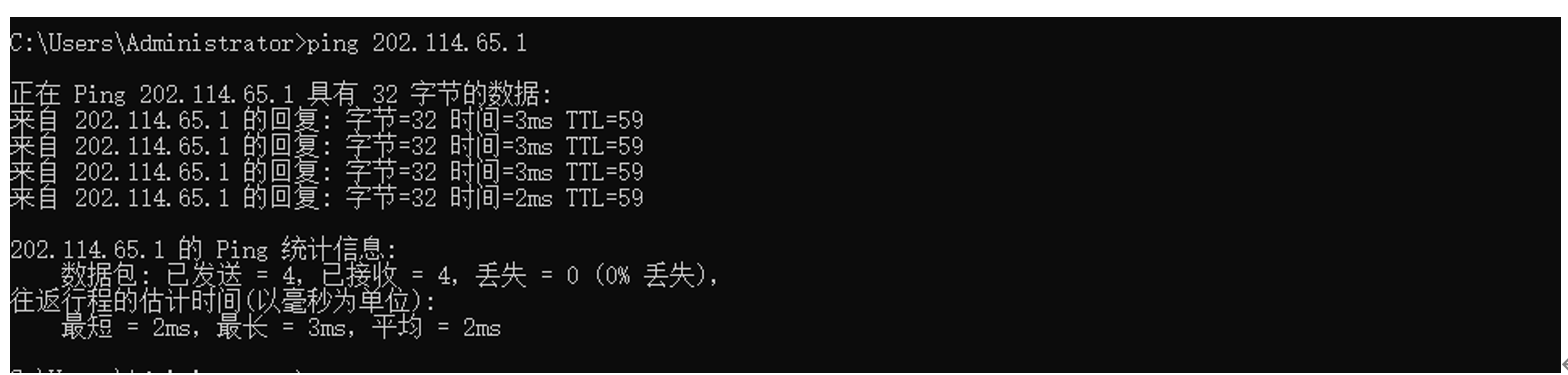 C:\Users\Administrator>ping 202.114.65.1
正在 Ping 202.114.65.1 具有 32 字节的数据:
来自 202.114.65.1 的回复: 字节=32 时间=3ms TTL=59
来自 202.114.65.1 的回复: 字节=32 时间=3ms TTL=59
来自 202.114.65.1 的回复: 字节=32 时间=3ms TTL=59
来自 202.114.65.1 的回复: 字节=32 时间=2ms TTL=59
202.114.65.1 的 Ping 统计信息:
数据包: 已发送 = 4, 已接收 = 4, 丢失 = 0 (0% 丢失),
往返行程的估计时间(以毫秒为单位):
最短 = 2ms, 最长 = 3ms, 平均 = 2ms